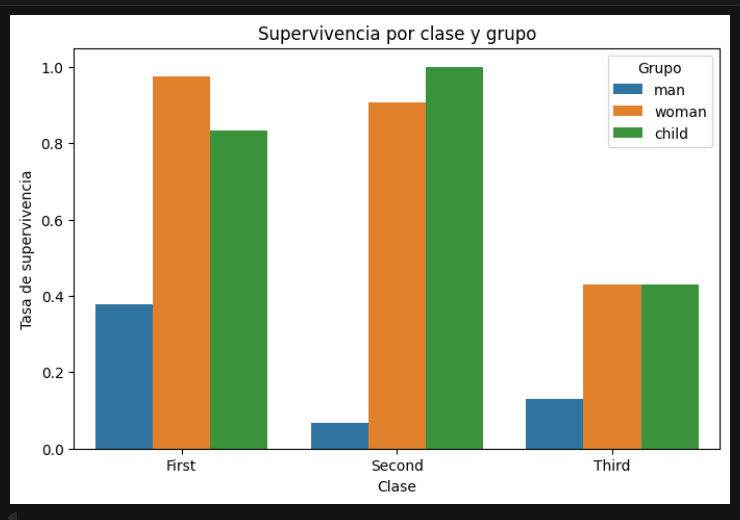 Supervivencia por clase y grupo
Tasa de supervivencia
1.0
0.8
0.6
0.4
0.2
0.0
Grupo
man
woman
child
First
Second
Third
Clase